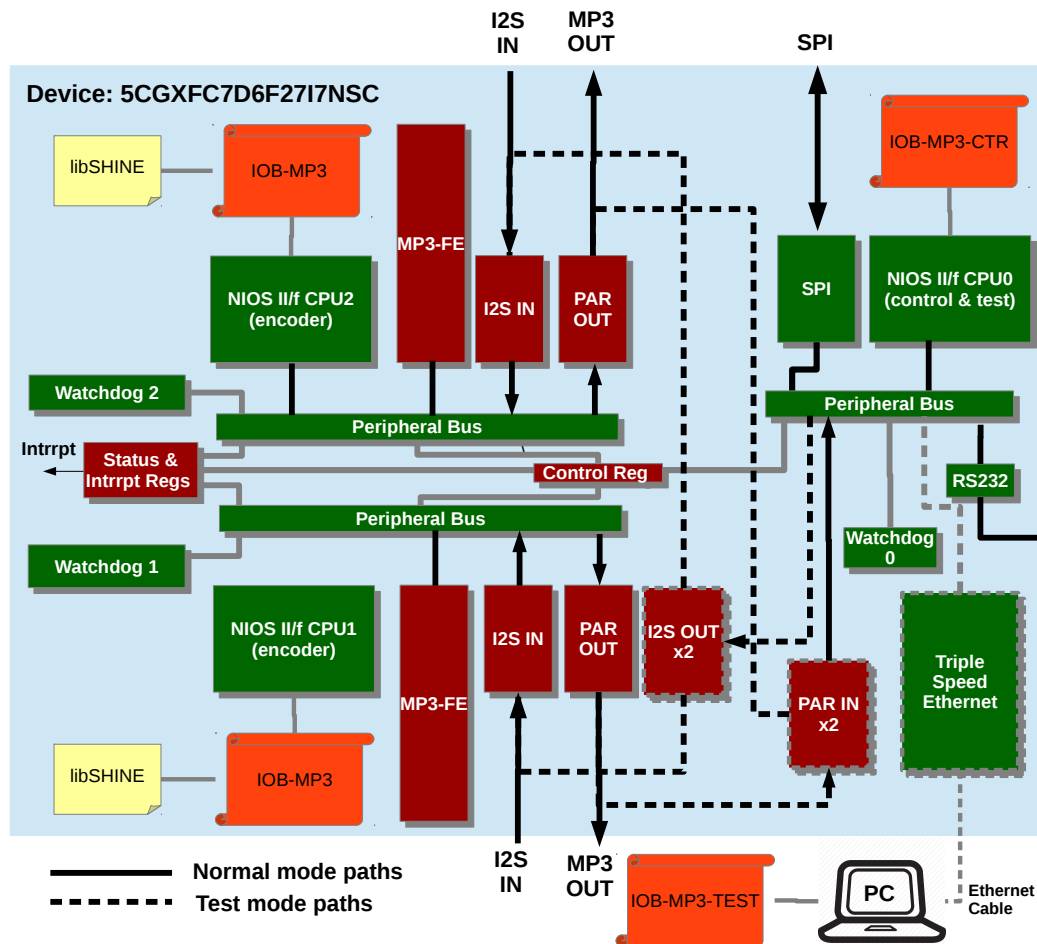 I2S
IN
MP3
OUT
SPI
Device: 5CGXFC7D6F27I7NSC
libSHINE
IOB-MP3
MP3-FE
IOB-MP3-CTR
NIOS II/f CPU2
(encoder)
I2S IN
PAR
OUT
SPI
NIOS II/f CPU0
(control & test)
Watchdog 2
Peripheral Bus
Peripheral Bus
Intrrpt
Status &
Intrrpt Regs
Control Reg
RS232
Peripheral Bus
Watchdog 1
Watchdog
0
NIOS II/f CPU1
(encoder)
I2S IN
PAR
OUT
I2S OUT
x2
MP3-FE
PAR IN
x2
Triple
Speed
Ethernet
libSHINE
IOB-MP3
I2S
IN
MP3
OUT
Normal mode paths
Test mode paths
IOB-MP3-TEST
PC
Ethernet
Cable